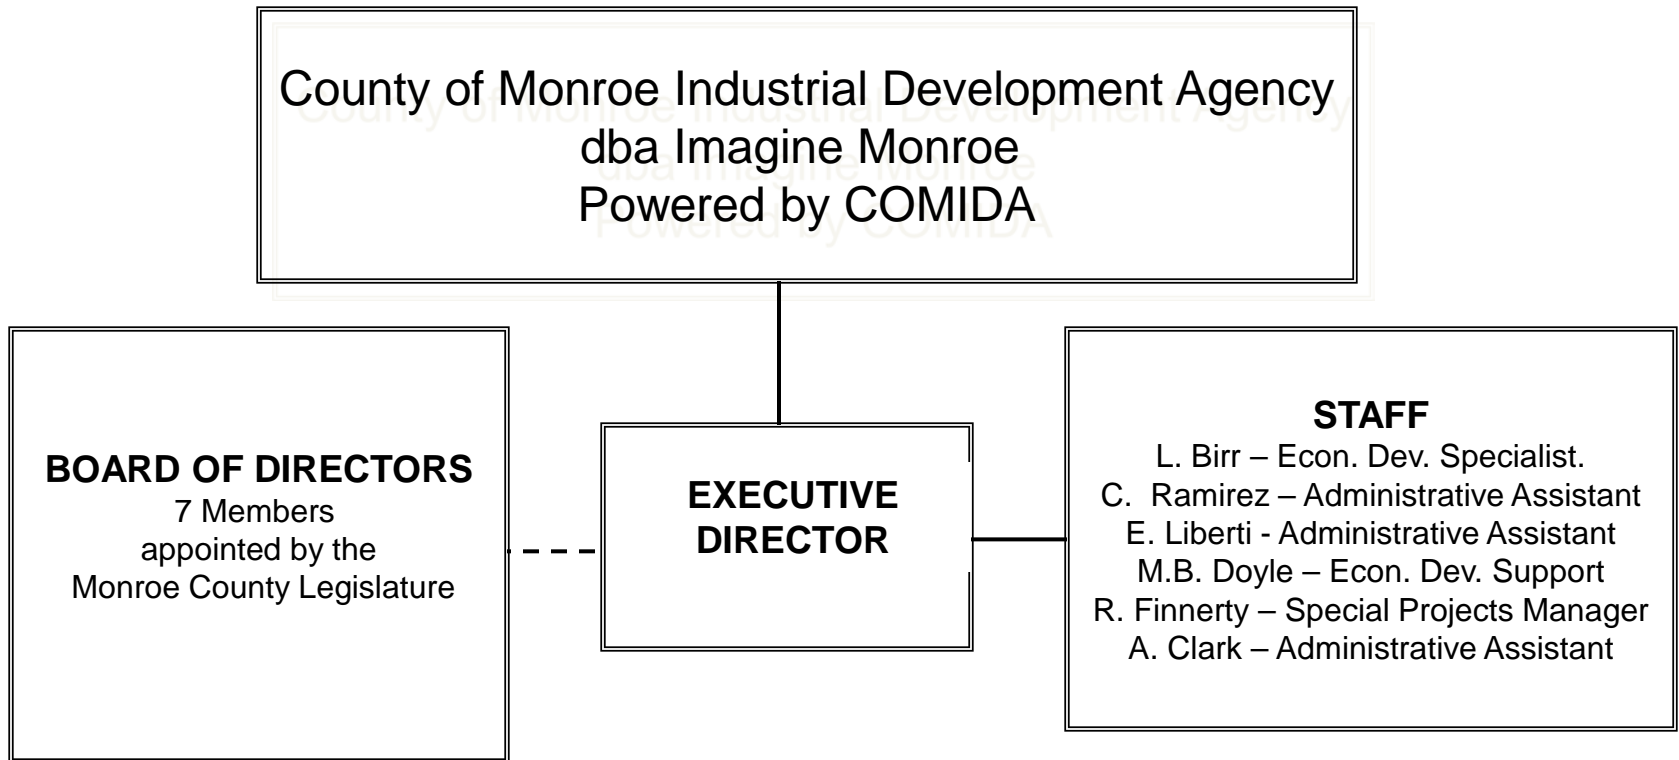 County of Monroe Industrial Development Agency
dba Imagine Monroe
Powered by COMIDA
BOARD OF DIRECTORS
7 Members
appointed by the
Monroe County Legislature
EXECUTIVE
DIRECTOR
STAFF
L. Birr – Econ. Dev. Specialist.
C.  Ramirez – Administrative Assistant
E. Liberti - Administrative Assistant
M.B. Doyle – Econ. Dev. Support
R. Finnerty – Special Projects Manager
A. Clark – Administrative Assistant